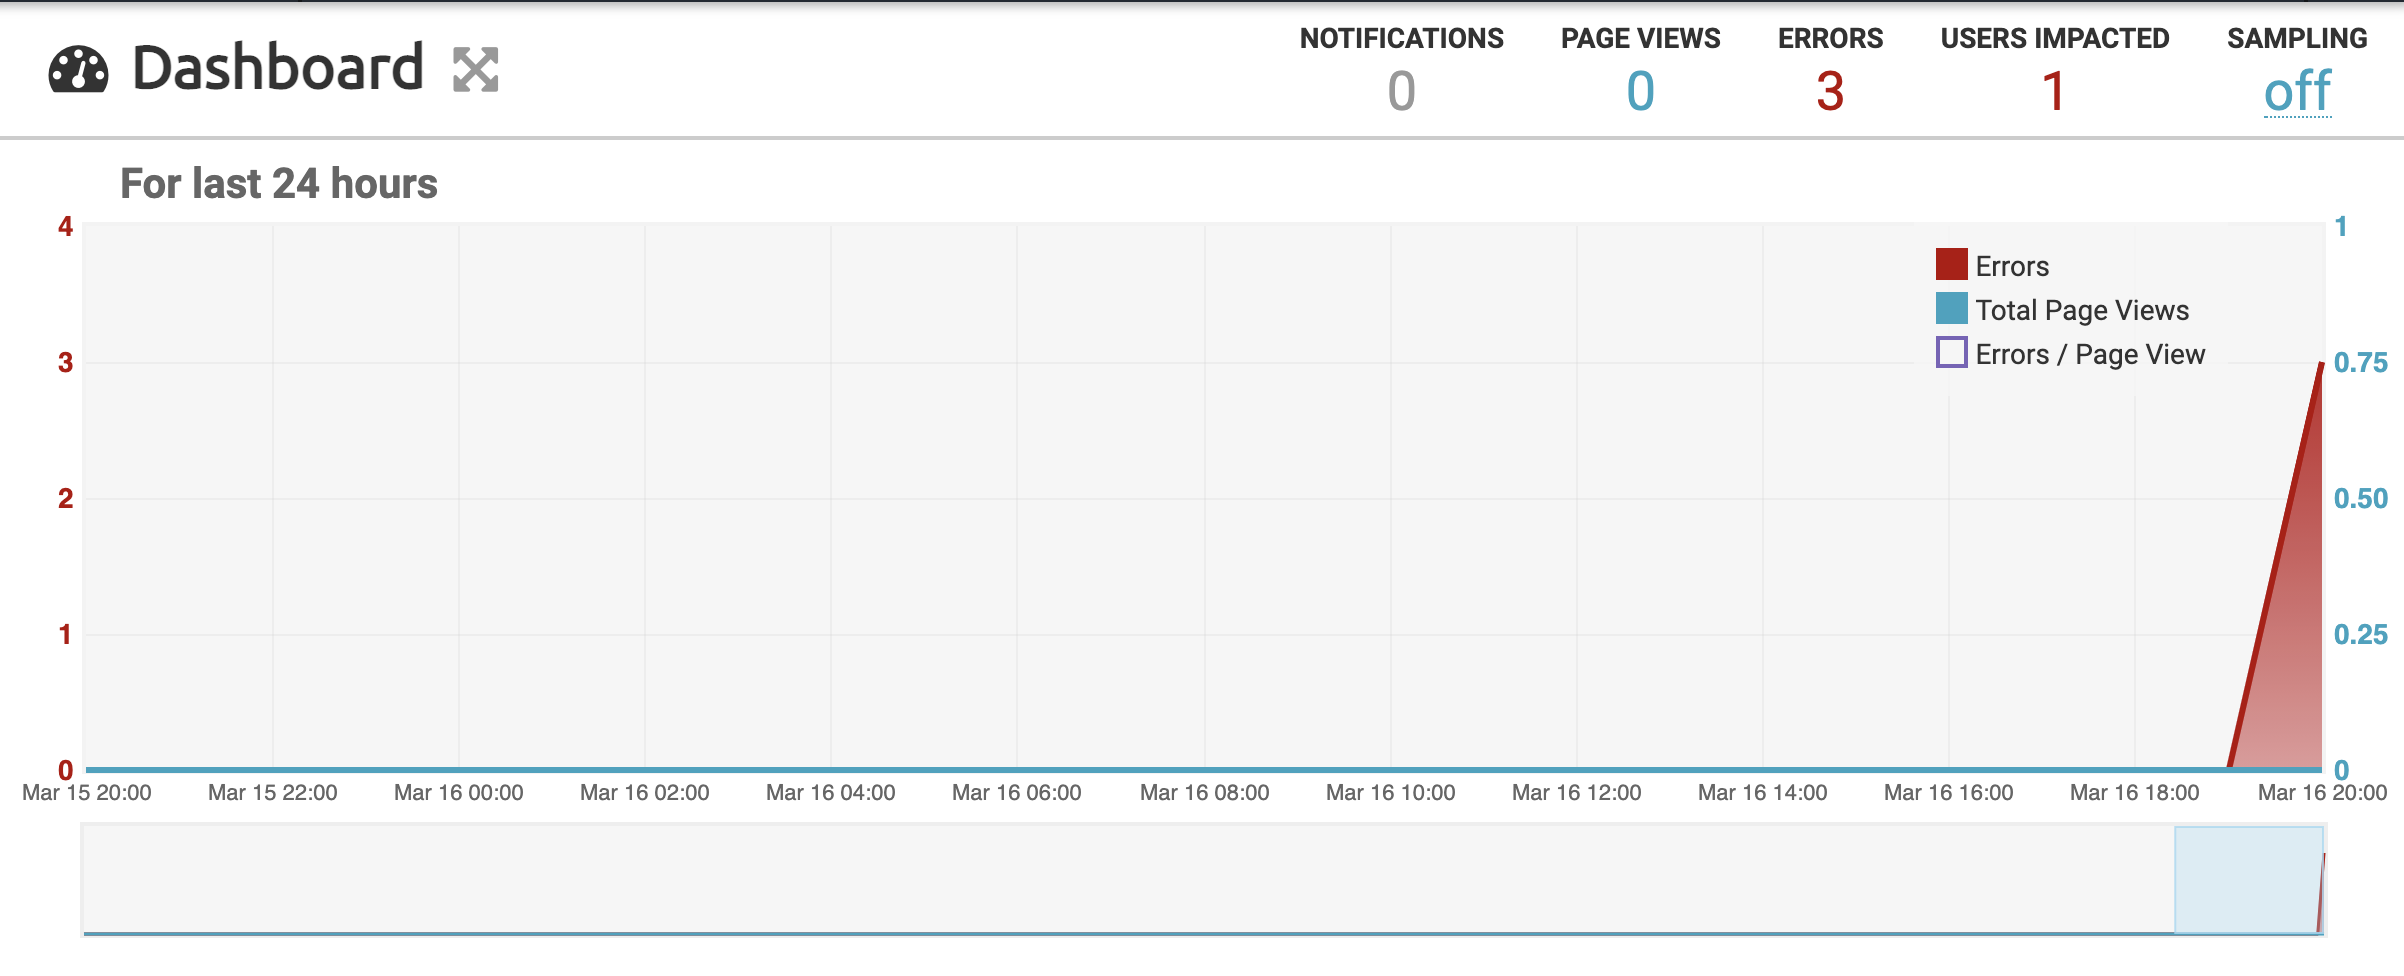 Dashboard
NOTIFICATIONS PAGE VIEWS ERRORS USERS IMPACTED SAMPLING
0 0 3 1 off
For last 24 hours
4 1
Errors
Total Page Views
Errors / Page View
3 0.75
2 0.50
1 0.25
0 0
Mar 15 20:00 Mar 15 22:00 Mar 16 00:00 Mar 16 02:00 Mar 16 04:00 Mar 16 06:00 Mar 16 08:00 Mar 16 10:00 Mar 16 12:00 Mar 16 14:00 Mar 16 16:00 Mar 16 18:00 Mar 16 20:00